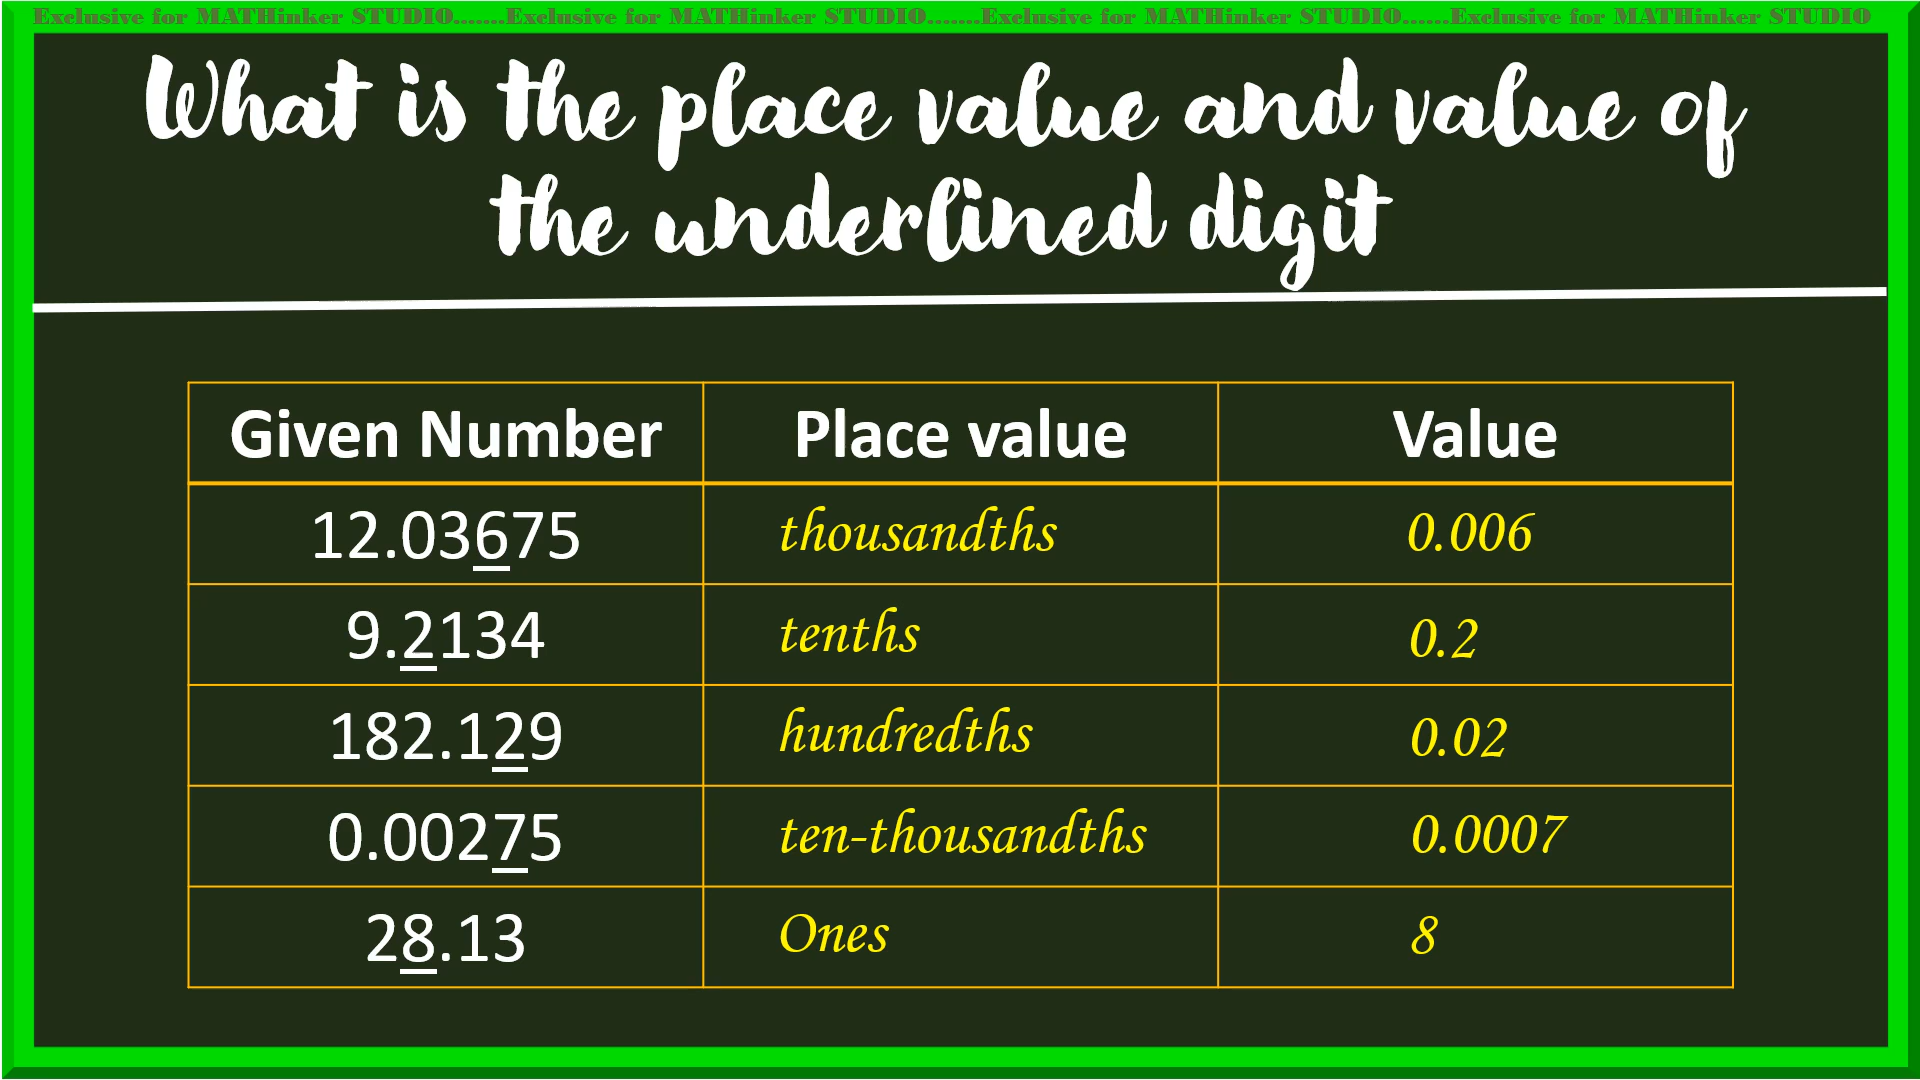 Exclusive for MATHinker STUDIO.......Exclusive for MATHinker STUDIO.......Exclusive for MATHinker STUDIO......Exclusive for MATHinker STUDIO
What is the place value and value of
the underlined digit
Given Number Place value Value
12.03675 thousandths 0.006
9.2134 tenths 0.2
182.129 hundredths 0.02
0.00275 ten-thousandths 0.0007
28.13 Ones 8